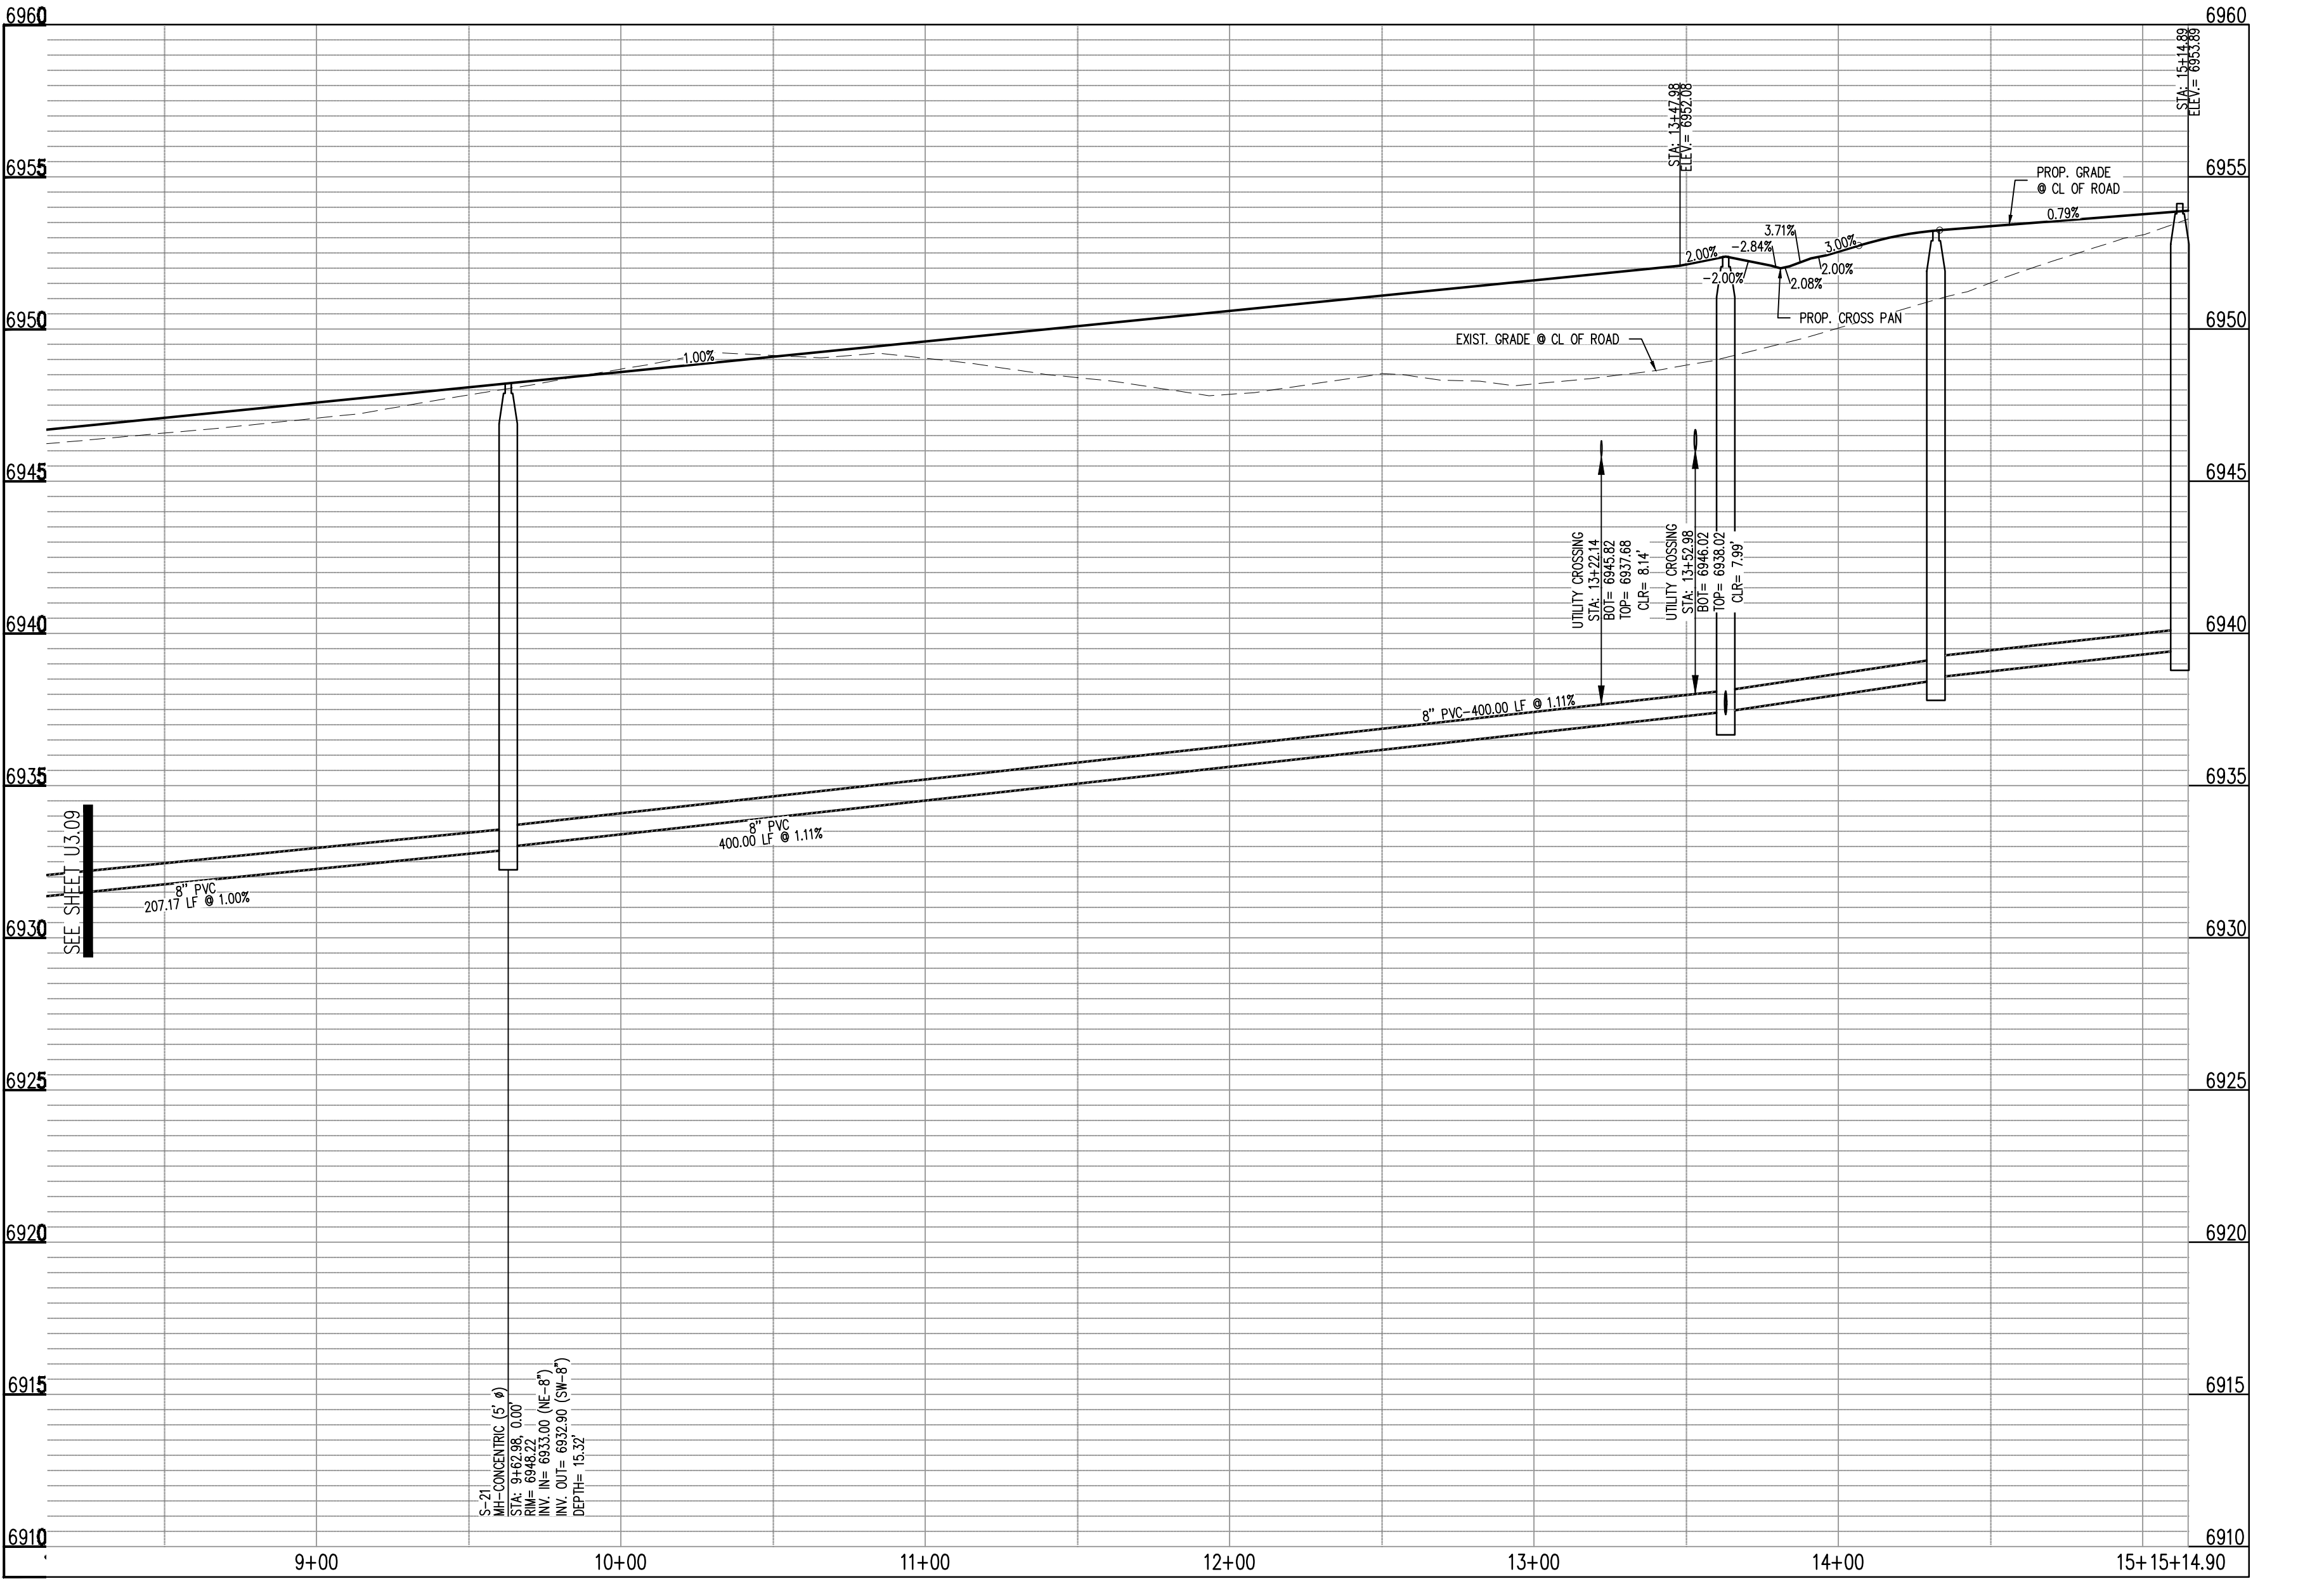 6960
6955
6950
6945
6940
6935
6930
6925
6920
6915
6910
STA: 13+47.98
ELEV.= 6952.08
STA: 15+14.89
ELEV.= 6953.89
PROP. GRADE
@ CL OF ROAD
0.79%
2.00%
-2.84%
3.71%
3.00%
-2.00%
2.08%
2.00%
PROP. CROSS PAN
EXIST. GRADE @ CL OF ROAD
1.00%
UTILITY CROSSING
STA: 13+22.14
BOT= 6945.82
TOP= 6937.68
CLR= 8.14'
UTILITY CROSSING
STA: 13+52.98
BOT= 6946.02
TOP= 6938.02
CLR= 7.99'
8" PVC-400.00 LF @ 1.11%
8" PVC
400.00 LF @ 1.11%
SEE SHEET U3.09
8" PVC
207.17 LF @ 1.00%
S-21
MH-CONCENTRIC (5' Ø)
STA: 9+62.98, 0.00'
RIM= 6948.22
INV. IN= 6933.00 (NE-8")
INV. OUT= 6932.90 (SW-8")
DEPTH= 15.32'
6960
6955
6950
6945
6940
6935
6930
6925
6920
6915
6910
9+00
10+00
11+00
12+00
13+00
14+00
15+15+14.90